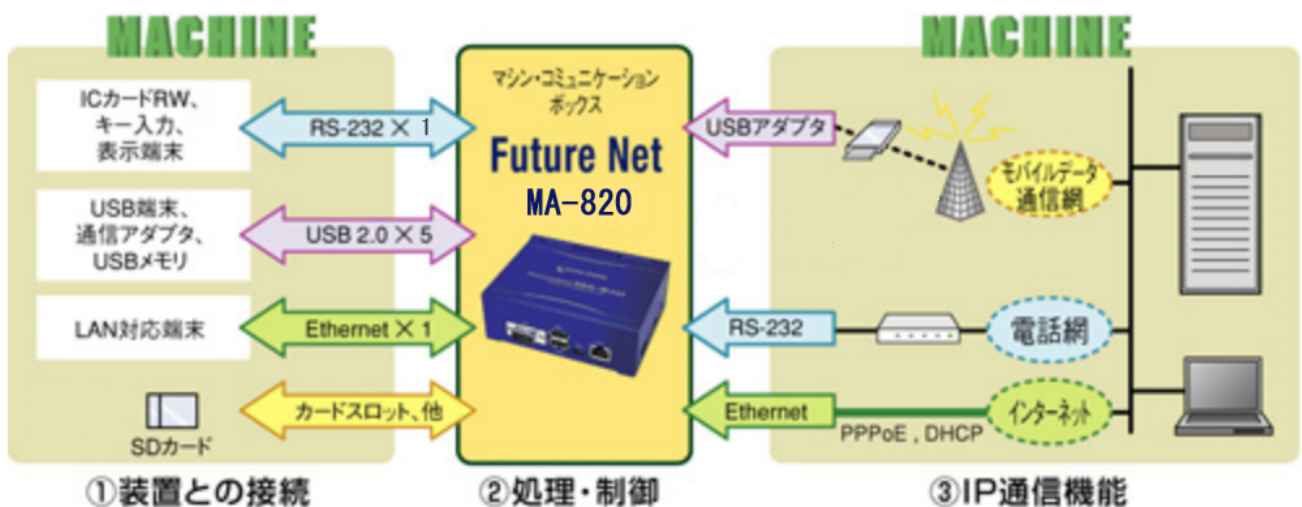 MACHINE
ICカードRW、
キー入力、
表示端末
RS-232 × 1
USB端末、
通信アダプタ、
USBメモリ
USB 2.0 × 5
LAN対応端末
Ethernet × 1
SDカード
カードスロット、他
①装置との接続
マシン・コミュニケーション
ボックス
Future Net
MA-820
②処理・制御
MACHINE
USBアダプタ
モバイルデータ
通信網
RS-232
電話網
Ethernet
PPPoE , DHCP
インターネット
③IP通信機能